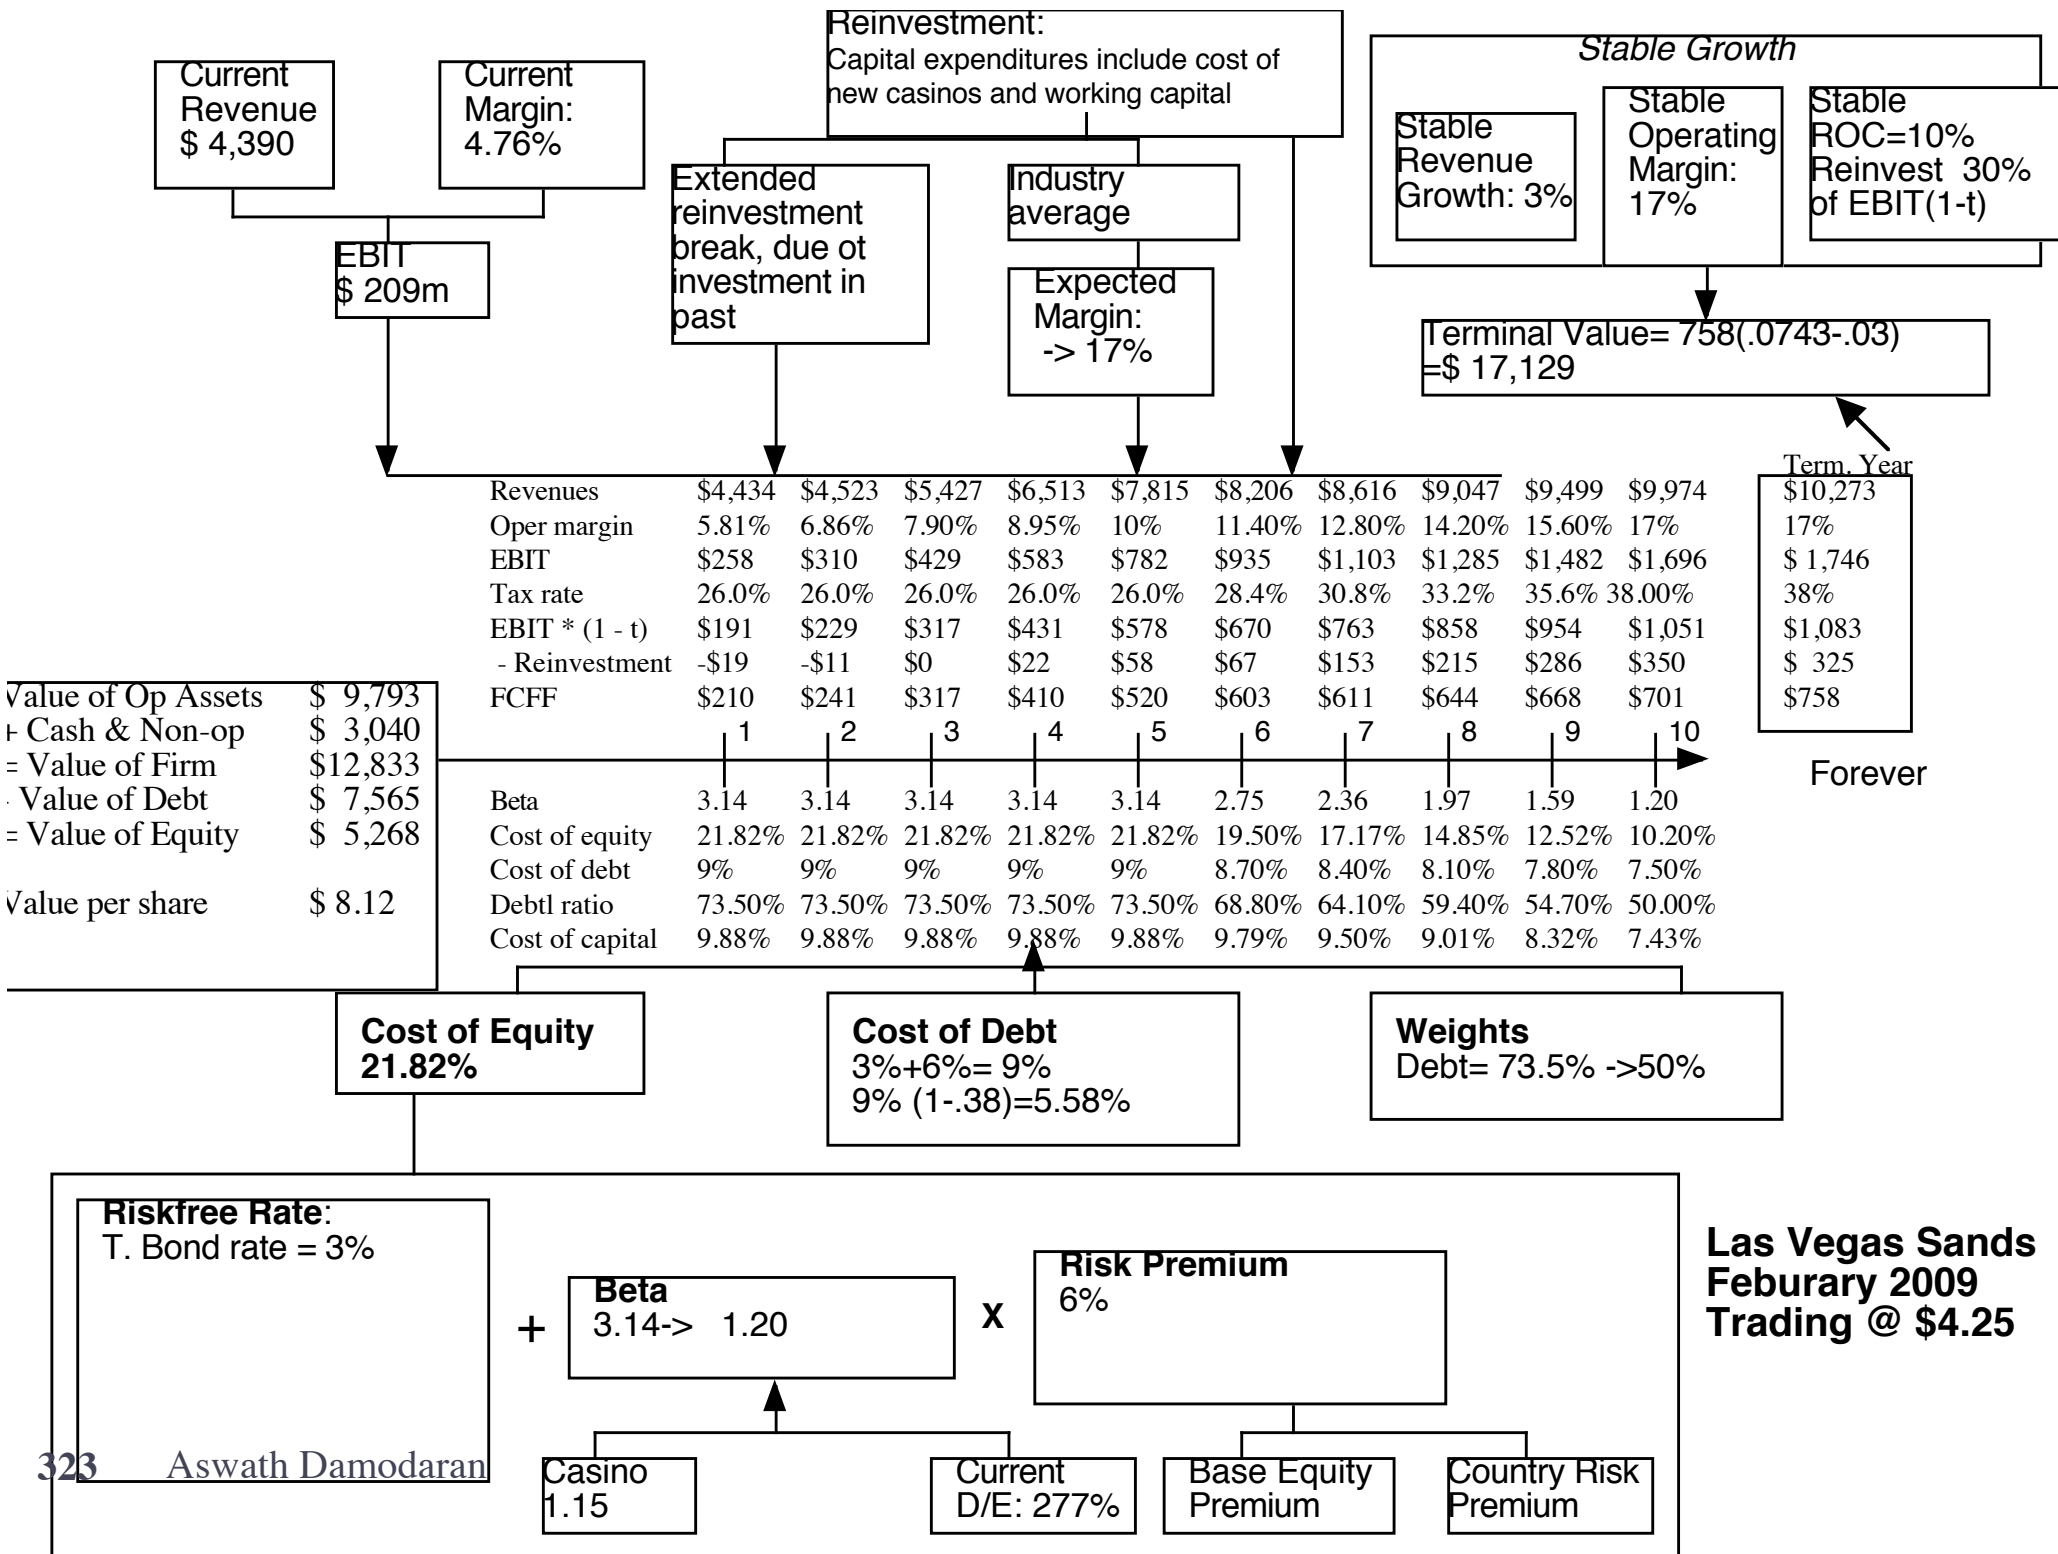 Reinvestment:
Capital expenditures include cost of
new casinos and working capital
Stable Growth
Current
Revenue
$ 4,390
Current
Margin:
4.76%
Stable
Revenue
Growth: 3%
Stable
Operating
Margin:
17%
Stable
ROC=10%
Reinvest  30%
of EBIT(1-t)
Extended
reinvestment
break, due ot
investment in
past
Industry
average
EBIT
$ 209m
Expected
Margin:
-> 17%
Terminal Value= 758(.0743-.03)
=$ 17,129
Term. Year
Revenues $4,434 $4,523 $5,427 $6,513 $7,815 $8,206 $8,616 $9,047 $9,499 $9,974 $10,273
Oper margin 5.81% 6.86% 7.90% 8.95% 10% 11.40% 12.80% 14.20% 15.60% 17% 17%
EBIT $258 $310 $429 $583 $782 $935 $1,103 $1,285 $1,482 $1,696 $ 1,746
Tax rate 26.0% 26.0% 26.0% 26.0% 26.0% 28.4% 30.8% 33.2% 35.6% 38.00% 38%
EBIT * (1 - t) $191 $229 $317 $431 $578 $670 $763 $858 $954 $1,051 $1,083
- Reinvestment -$19 -$11 $0 $22 $58 $67 $153 $215 $286 $350 $ 325
FCFF $210 $241 $317 $410 $520 $603 $611 $644 $668 $701 $758
1 2 3 4 5 6 7 8 9 10
Forever
Value of Op Assets $ 9,793
+ Cash & Non-op $ 3,040
= Value of Firm $12,833
- Value of Debt $ 7,565
= Value of Equity $ 5,268
Value per share $ 8.12
Beta 3.14 3.14 3.14 3.14 3.14 2.75 2.36 1.97 1.59 1.20
Cost of equity 21.82% 21.82% 21.82% 21.82% 21.82% 19.50% 17.17% 14.85% 12.52% 10.20%
Cost of debt 9% 9% 9% 9% 9% 8.70% 8.40% 8.10% 7.80% 7.50%
Debtl ratio 73.50% 73.50% 73.50% 73.50% 73.50% 68.80% 64.10% 59.40% 54.70% 50.00%
Cost of capital 9.88% 9.88% 9.88% 9.88% 9.88% 9.79% 9.50% 9.01% 8.32% 7.43%
Cost of Equity
21.82%
Cost of Debt
3%+6%= 9%
9% (1-.38)=5.58%
Weights
Debt= 73.5% ->50%
Riskfree Rate:
T. Bond rate = 3%
+
Beta
3.14->   1.20
X
Risk Premium
6%
Las Vegas Sands
Feburary 2009
Trading @ $4.25
Casino
1.15
Current
D/E: 277%
Base Equity
Premium
Country Risk
Premium
323 Aswath Damodaran